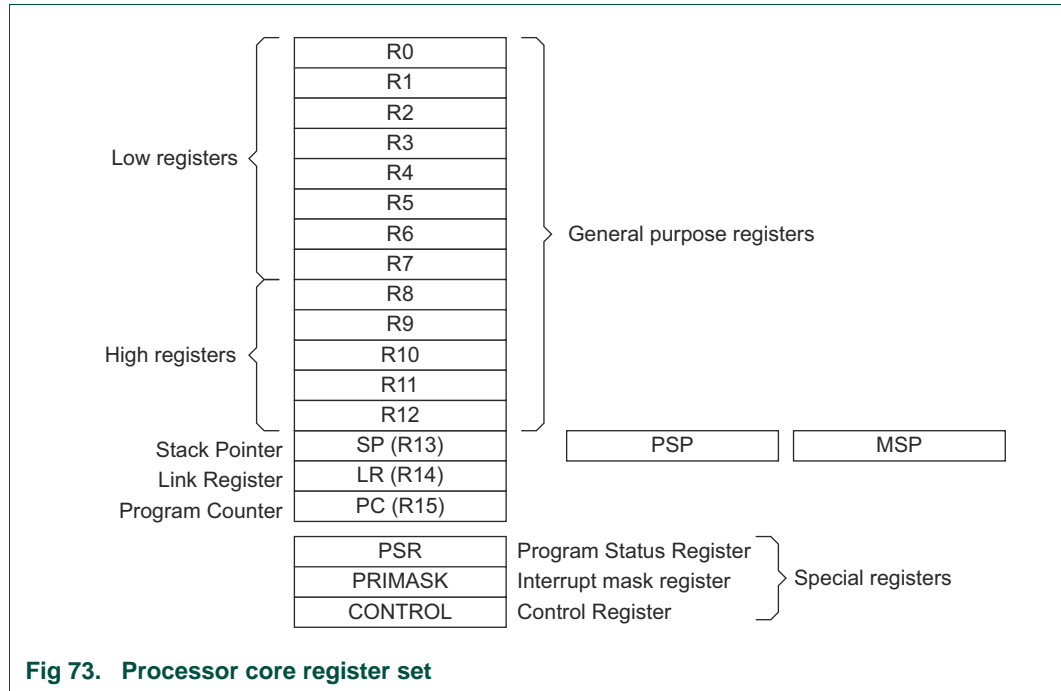 R0
R1
R2
R3
Low registers
R4
R5
R6
General purpose registers
R7
R8
R9
High registers
R10
R11
R12
Stack Pointer SP (R13) PSP MSP
Link Register LR (R14)
Program Counter PC (R15)
PSR Program Status Register
PRIMASK Interrupt mask register Special registers
CONTROL Control Register
Fig 73. Processor core register set